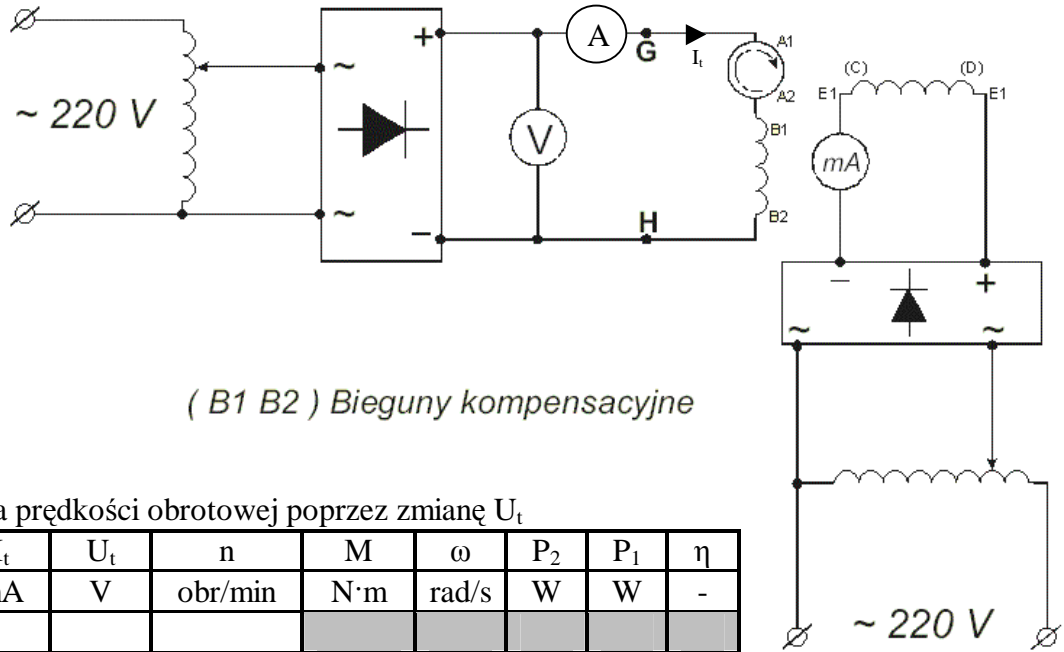 ~ 220 V
~
~
+
−
V
A
G
I_t
H
A1
A2
B1
B2
(C)
(D)
E1
E1
mA
−
+
~
~
~ 220 V
( B1 B2 ) Bieguny kompensacyjne
prędkości obrotowej poprzez zmianę U_t
U_t n M ω P_2 P_1 η
V obr/min N·m rad/s W W -